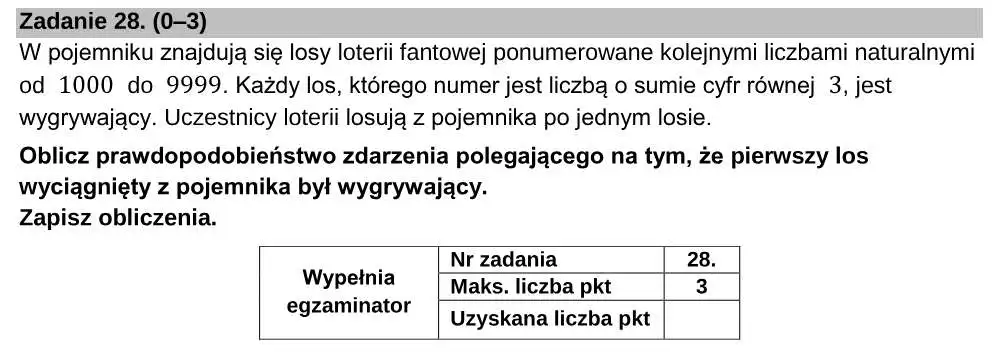 Zadanie 28. (0–3)
W pojemniku znajdują się losy loterii fantowej ponumerowane kolejnymi liczbami naturalnymi
od 1000 do 9999. Każdy los, którego numer jest liczbą o sumie cyfr równej 3, jest
wygrywający. Uczestnicy loterii losują z pojemnika po jednym losie.
Oblicz prawdopodobieństwo zdarzenia polegającego na tym, że pierwszy los
wyciągnięty z pojemnika był wygrywający.
Zapisz obliczenia.
Wypełnia
egzaminator
Nr zadania 28.
Maks. liczba pkt 3
Uzyskana liczba pkt